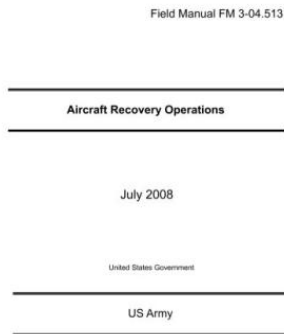 Field Manual FM 3-04.513
Aircraft Recovery Operations
July 2008
United States Government
US Army